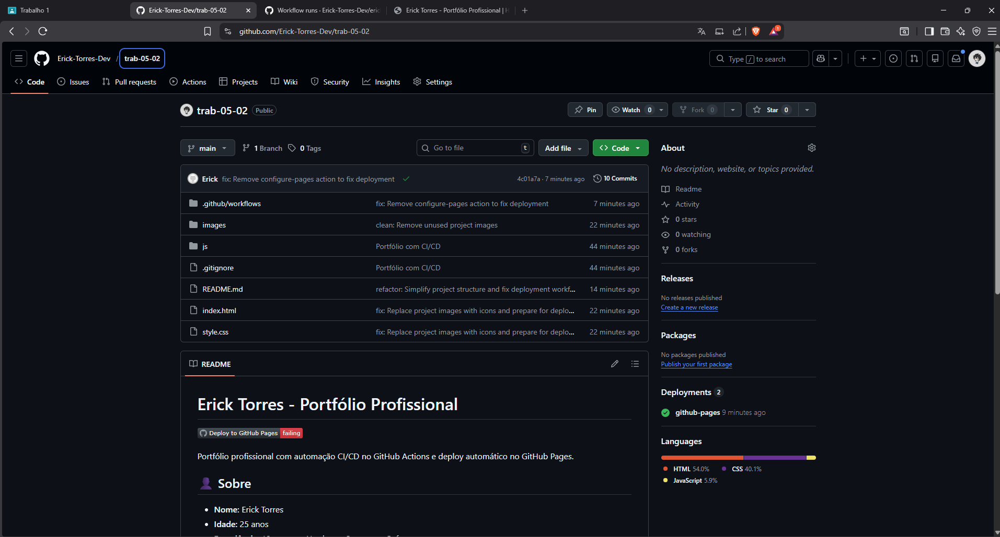 Trabalho 1
Erick-Torres-Dev/trab-05-02
Workflow runs · Erick-Torres-Dev/eric
Erick Torres - Portfólio Profissional | H
github.com/Erick-Torres-Dev/trab-05-02
1
Erick-Torres-Dev / trab-05-02
Type / to search
Code
Issues
Pull requests
Actions
Projects
Wiki
Security
Insights
Settings
trab-05-02 Public
Pin
Watch 0
Fork 0
Star 0
main
1 Branch
0 Tags
Go to file t
Add file
Code
Erick fix: Remove configure-pages action to fix deployment
4c01a7a · 7 minutes ago
10 Commits
.github/workflows fix: Remove configure-pages action to fix deployment 7 minutes ago
images clean: Remove unused project images 22 minutes ago
js Portfólio com CI/CD 44 minutes ago
.gitignore Portfólio com CI/CD 44 minutes ago
README.md refactor: Simplify project structure and fix deployment workf... 14 minutes ago
index.html fix: Replace project images with icons and prepare for deplo... 22 minutes ago
style.css fix: Replace project images with icons and prepare for deplo... 22 minutes ago
README
Erick Torres - Portfólio Profissional
Deploy to GitHub Pages failing
Portfólio profissional com automação CI/CD no GitHub Actions e deploy automático no GitHub Pages.
Sobre
Nome: Erick Torres
Idade: 25 anos
About
No description, website, or topics provided.
Readme
Activity
0 stars
0 watching
0 forks
Releases
No releases published
Create a new release
Packages
No packages published
Publish your first package
Deployments 2
github-pages 9 minutes ago
Languages
HTML 54.0%
CSS 40.1%
JavaScript 5.9%